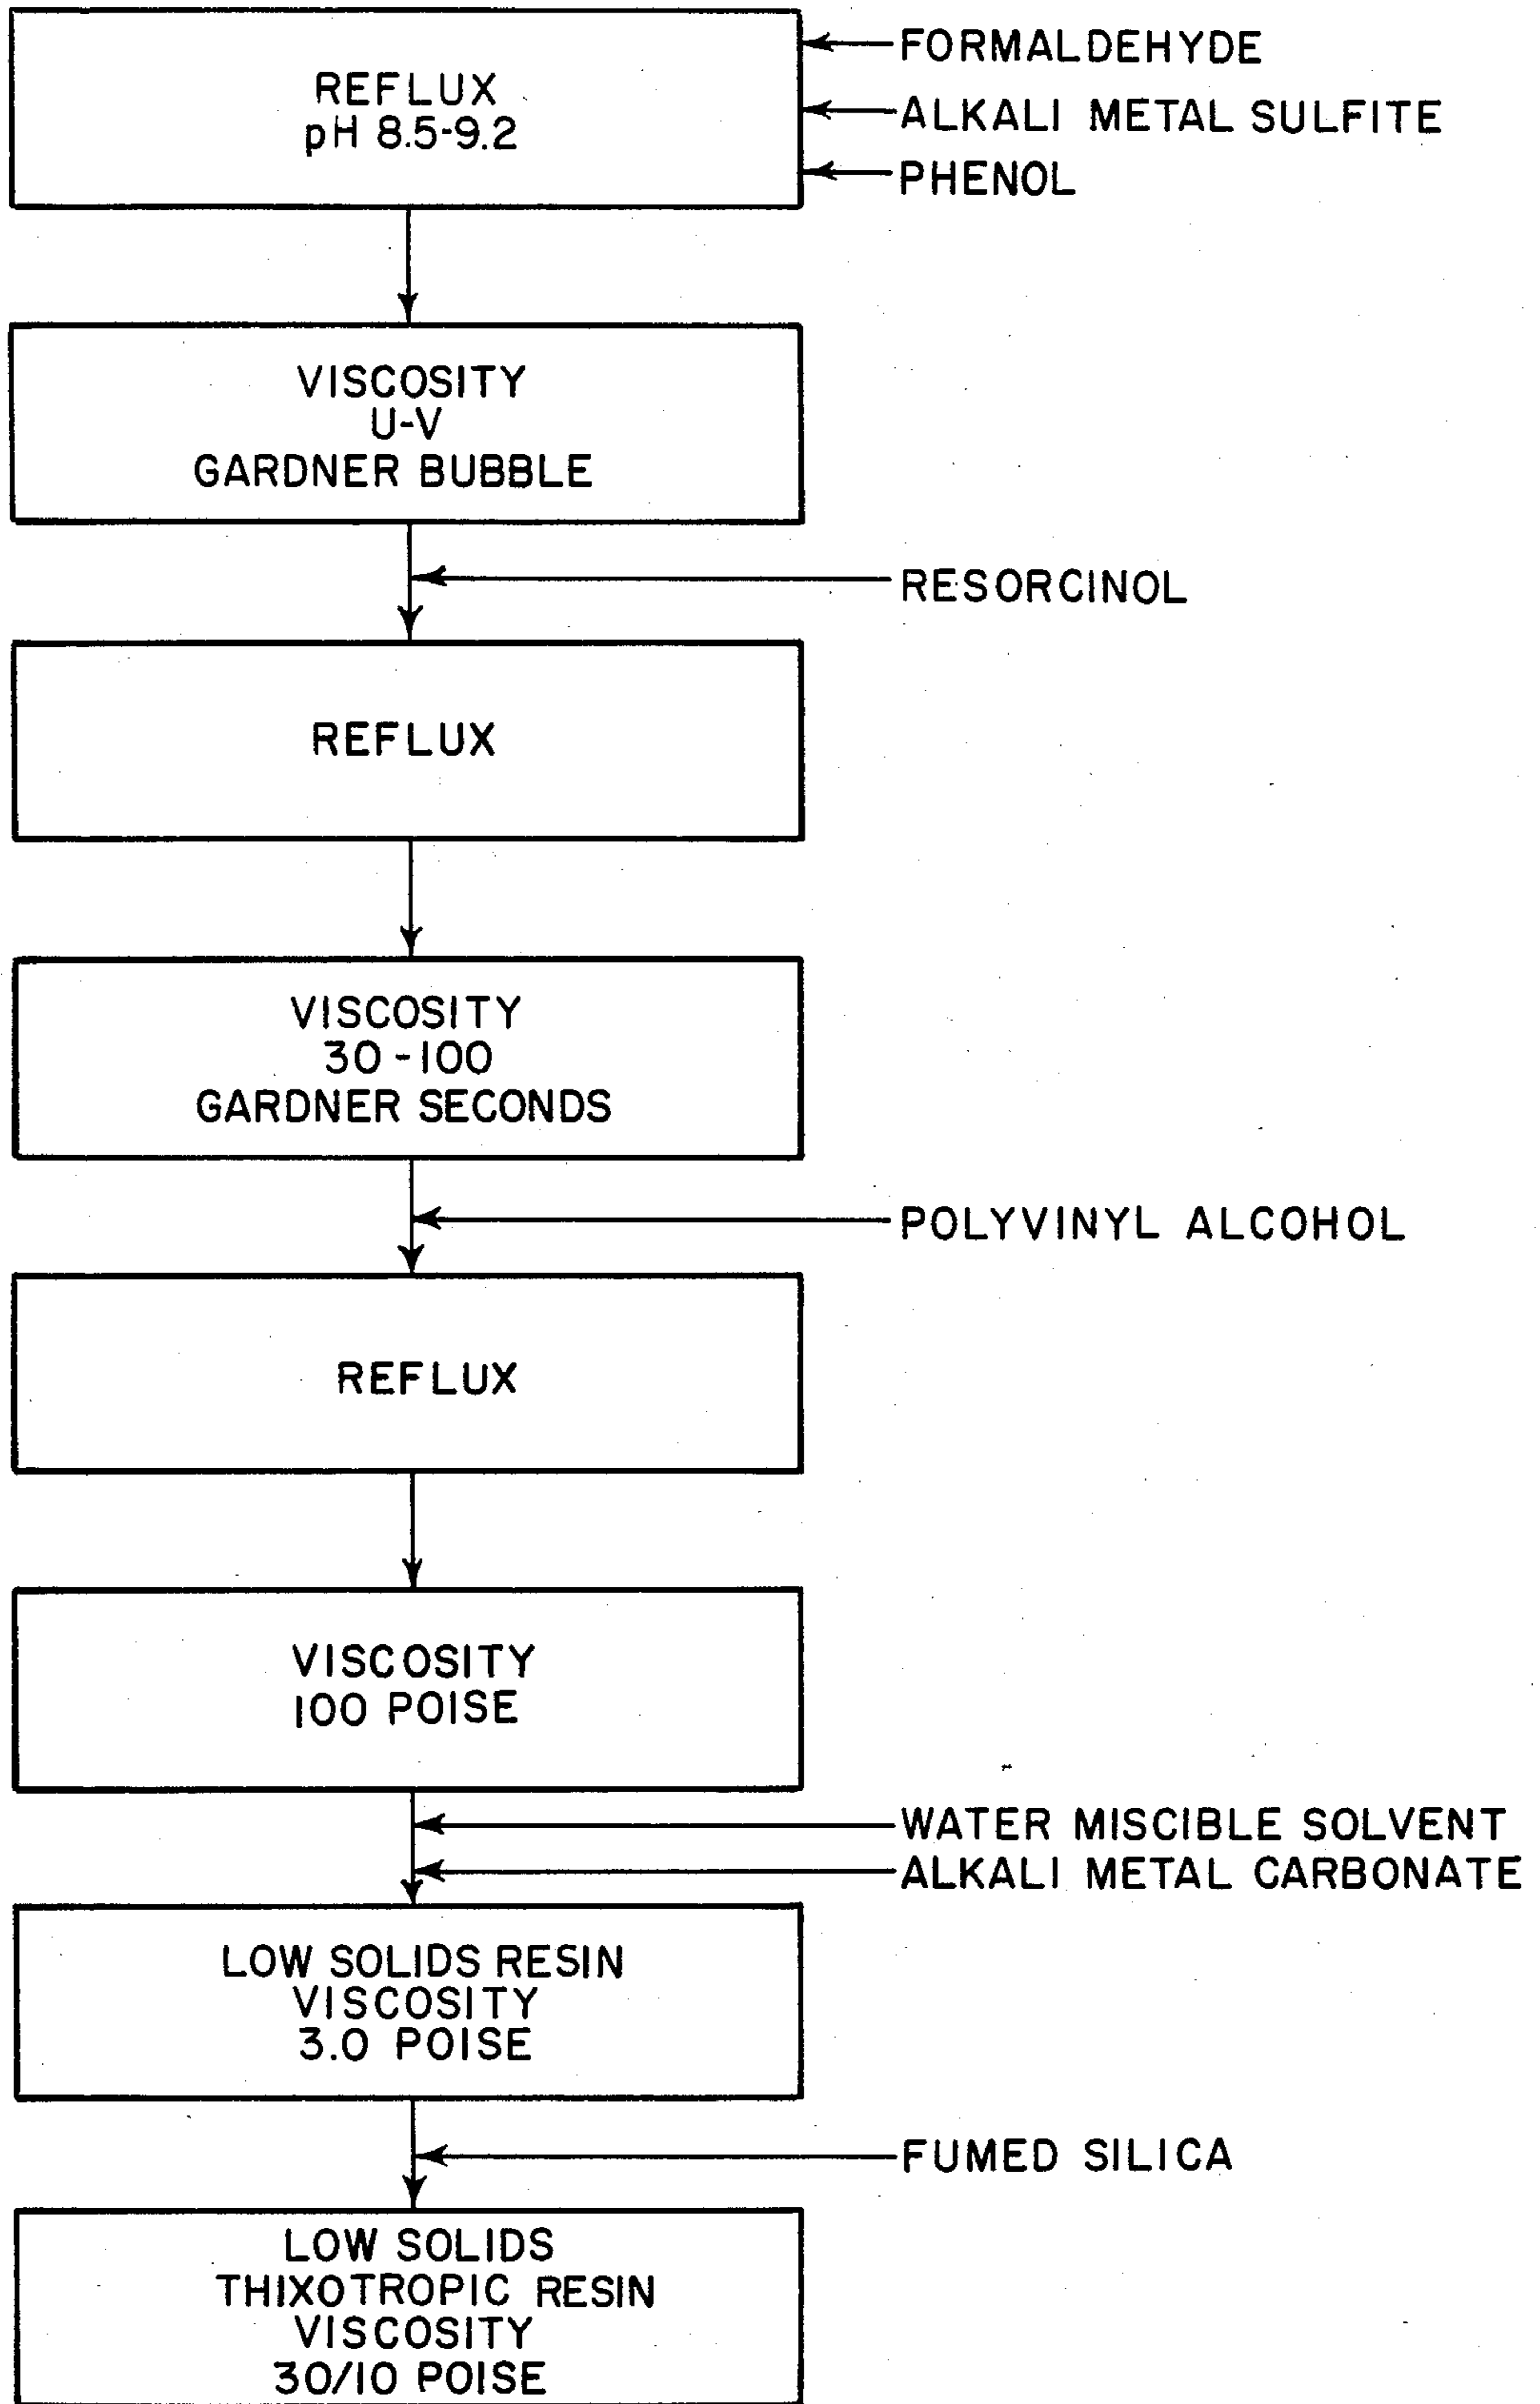 REFLUX
pH 8.5-9.2
FORMALDEHYDE
ALKALI METAL SULFITE
PHENOL
VISCOSITY
U-V
GARDNER BUBBLE
RESORCINOL
REFLUX
VISCOSITY
30-100
GARDNER SECONDS
POLYVINYL ALCOHOL
REFLUX
VISCOSITY
100 POISE
WATER MISCIBLE SOLVENT
ALKALI METAL CARBONATE
LOW SOLIDS RESIN
VISCOSITY
3.0 POISE
FUMED SILICA
LOW SOLIDS
THIXOTROPIC RESIN
VISCOSITY
30/10 POISE